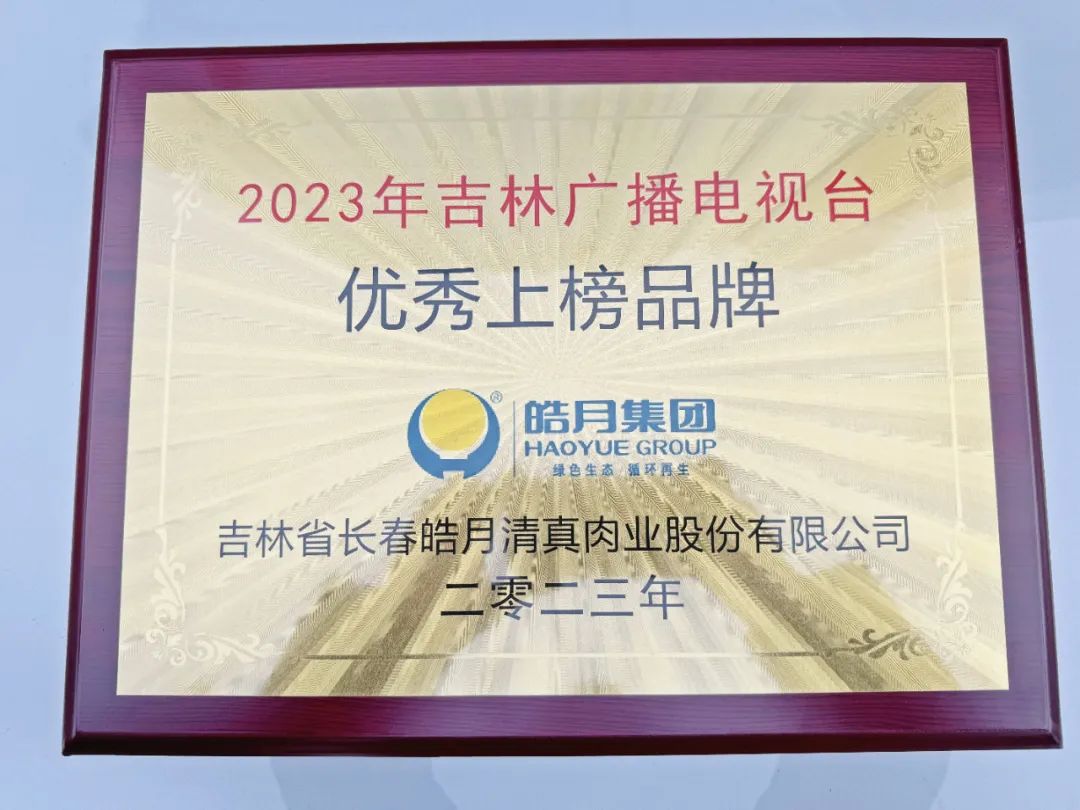 2023年吉林广播电视台
优秀上榜品牌
®
皓月集团
HAOYUE GROUP
绿色生态 循环再生
吉林省长春皓月清真肉业股份有限公司
二零二三年